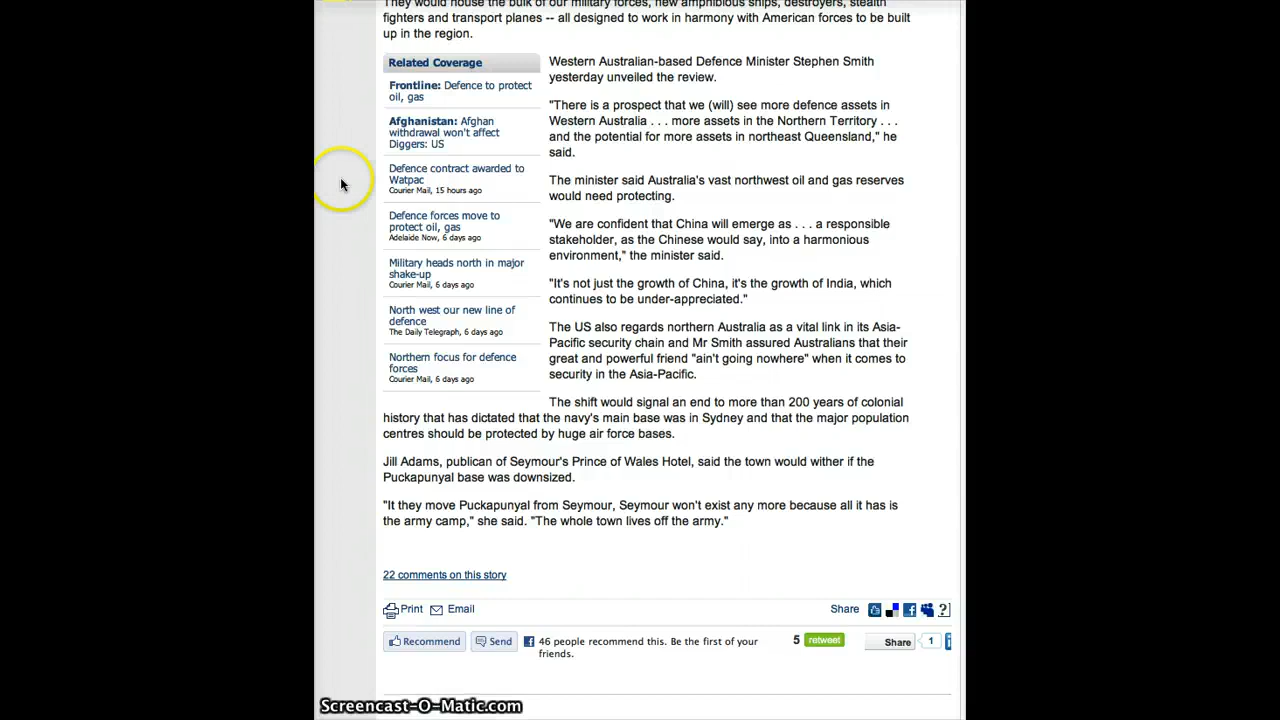 They would house the bulk of our military forces, new amphibious ships, destroyers, stealth
fighters and transport planes -- all designed to work in harmony with American forces to be built
up in the region.
Related Coverage
Frontline: Defence to protect
oil, gas
Afghanistan: Afghan
withdrawal won't affect
Diggers: US
Defence contract awarded to
Watpac
Courier Mail, 15 hours ago
Defence forces move to
protect oil, gas
Adelaide Now, 6 days ago
Military heads north in major
shake-up
Courier Mail, 6 days ago
North west our new line of
defence
The Daily Telegraph, 6 days ago
Northern focus for defence
forces
Courier Mail, 6 days ago
Western Australian-based Defence Minister Stephen Smith
yesterday unveiled the review.
"There is a prospect that we (will) see more defence assets in
Western Australia . . . more assets in the Northern Territory . . .
and the potential for more assets in northeast Queensland," he
said.
The minister said Australia's vast northwest oil and gas reserves
would need protecting.
"We are confident that China will emerge as . . . a responsible
stakeholder, as the Chinese would say, into a harmonious
environment," the minister said.
"It's not just the growth of China, it's the growth of India, which
continues to be under-appreciated."
The US also regards northern Australia as a vital link in its Asia-
Pacific security chain and Mr Smith assured Australians that their
great and powerful friend "ain't going nowhere" when it comes to
security in the Asia-Pacific.
The shift would signal an end to more than 200 years of colonial
history that has dictated that the navy's main base was in Sydney and that the major population
centres should be protected by huge air force bases.
Jill Adams, publican of Seymour's Prince of Wales Hotel, said the town would wither if the
Puckapunyal base was downsized.
"It they move Puckapunyal from Seymour, Seymour won't exist any more because all it has is
the army camp," she said. "The whole town lives off the army."
22 comments on this story
Print Email Share
Recommend Send 46 people recommend this. Be the first of your
friends.
5 retweet Share 1
Screencast-O-Matic.com